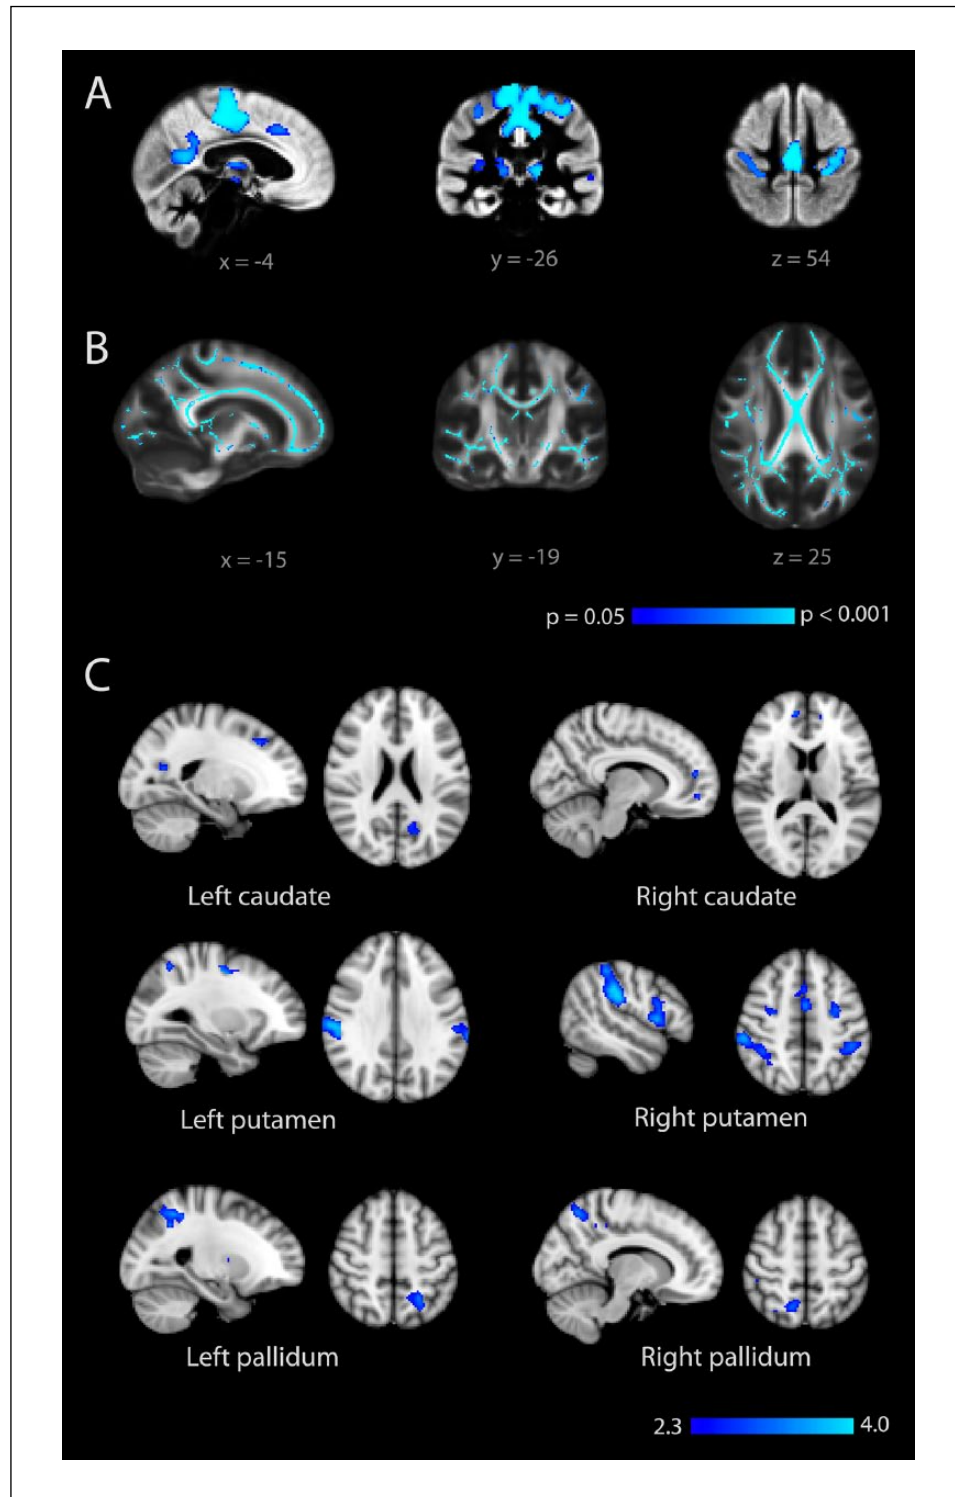 A
x = -4
y = -26
z = 54
B
x = -15
y = -19
z = 25
p = 0.05
p < 0.001
C
Left caudate
Right caudate
Left putamen
Right putamen
Left pallidum
Right pallidum
2.3
4.0